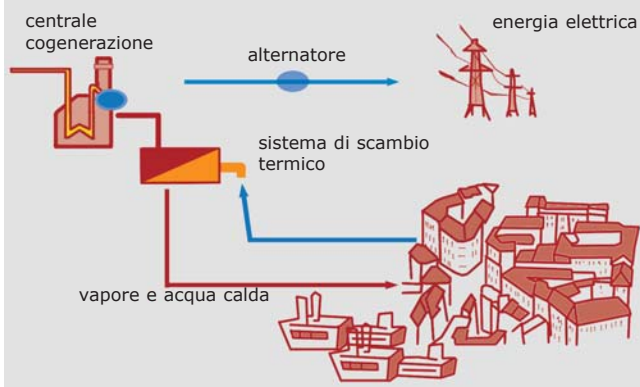 centrale
cogenerazione
energia elettrica
alternatore
sistema di scambio
termico
vapore e acqua calda